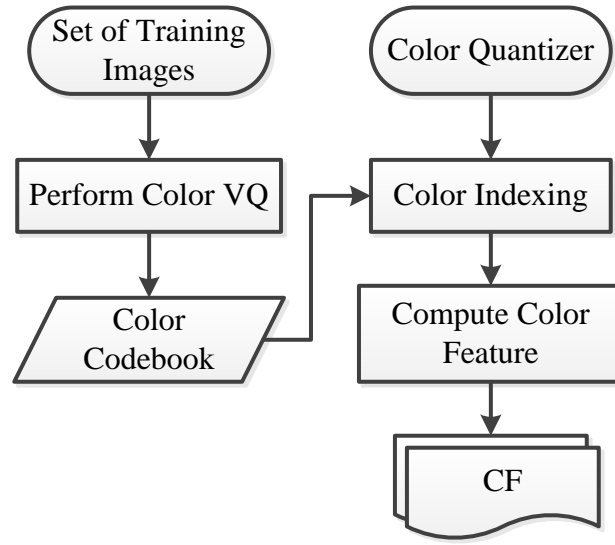 Set of Training
Images
Perform Color VQ
Color
Codebook
Color Quantizer
Color Indexing
Compute Color
Feature
CF